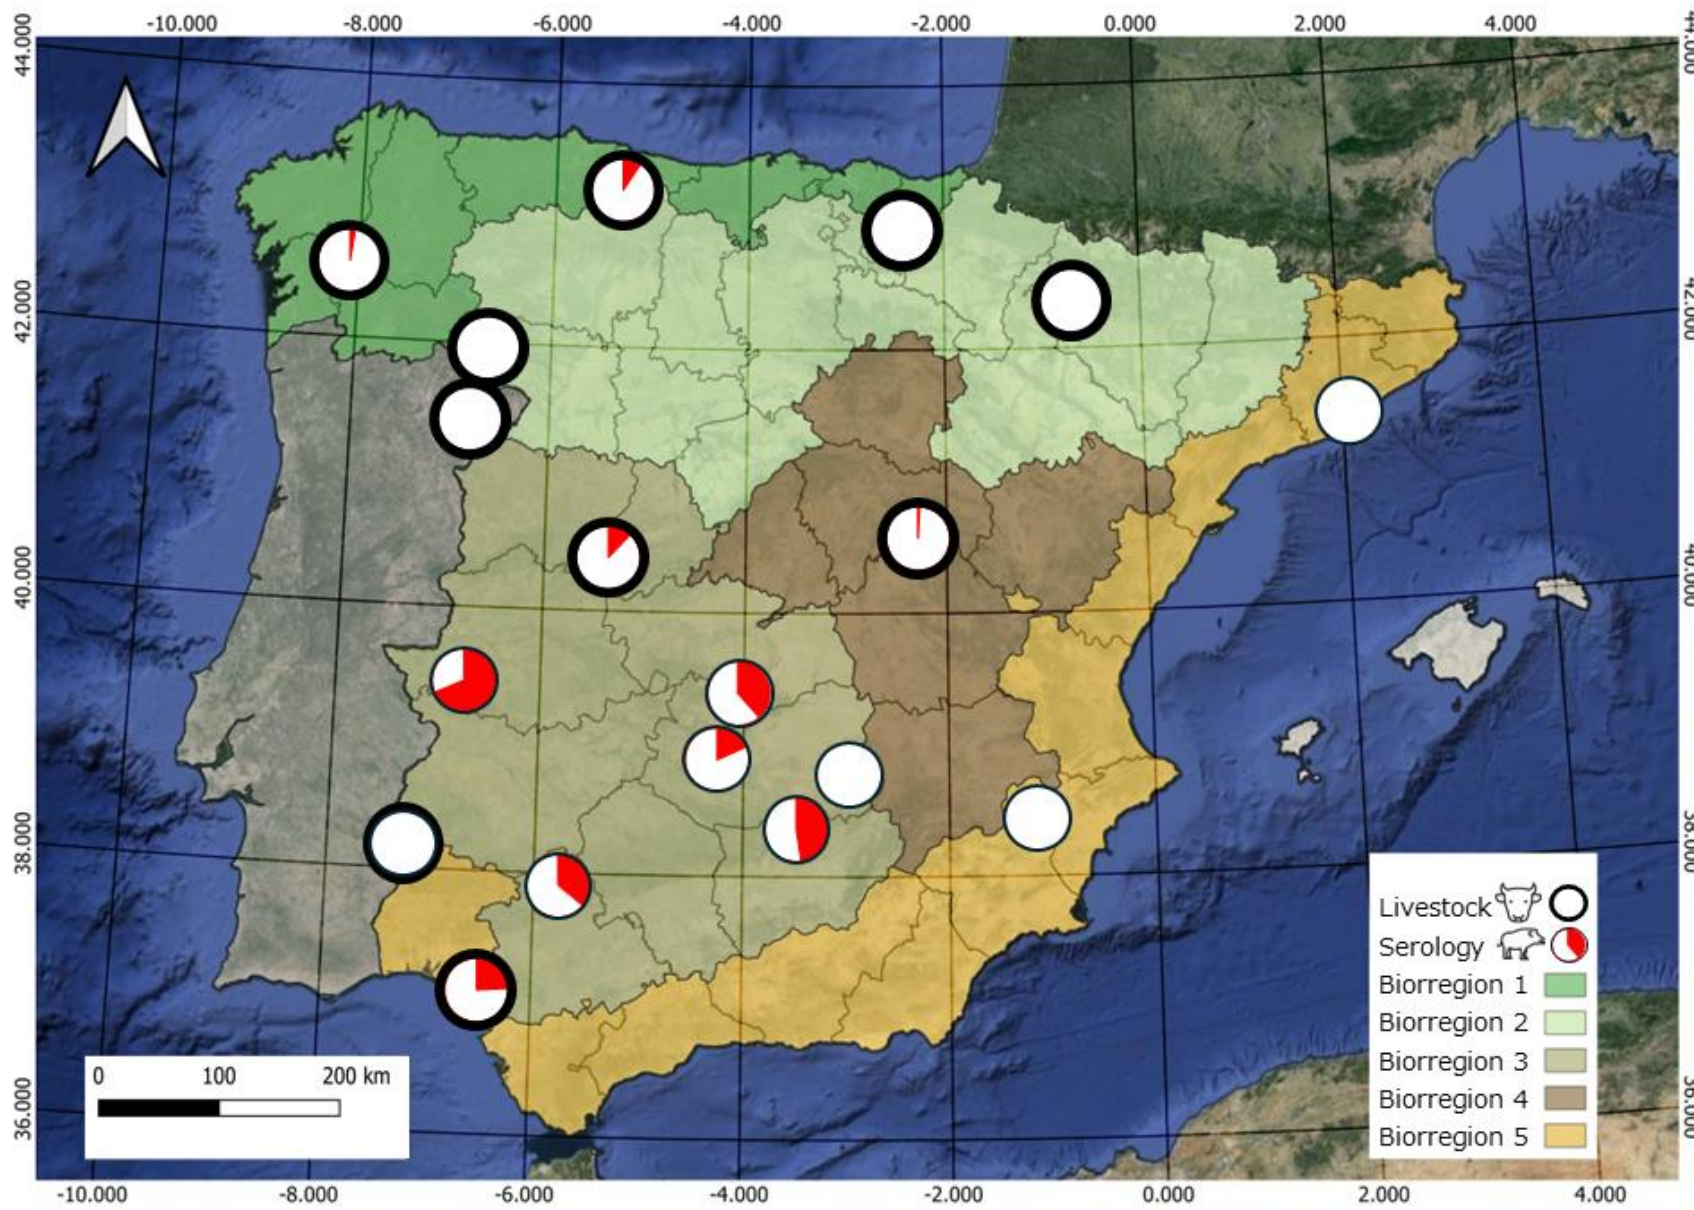 -10.000 -8.000 -6.000 -4.000 -2.000 0.000 2.000 4.000
44.000 44.000
42.000 42.000
40.000 40.000
38.000 38.000
36.000 36.000
Livestock
Serology
Biorregion 1
Biorregion 2
Biorregion 3
Biorregion 4
Biorregion 5
0 100 200 km
-10.000 -8.000 -6.000 -4.000 -2.000 0.000 2.000 4.000